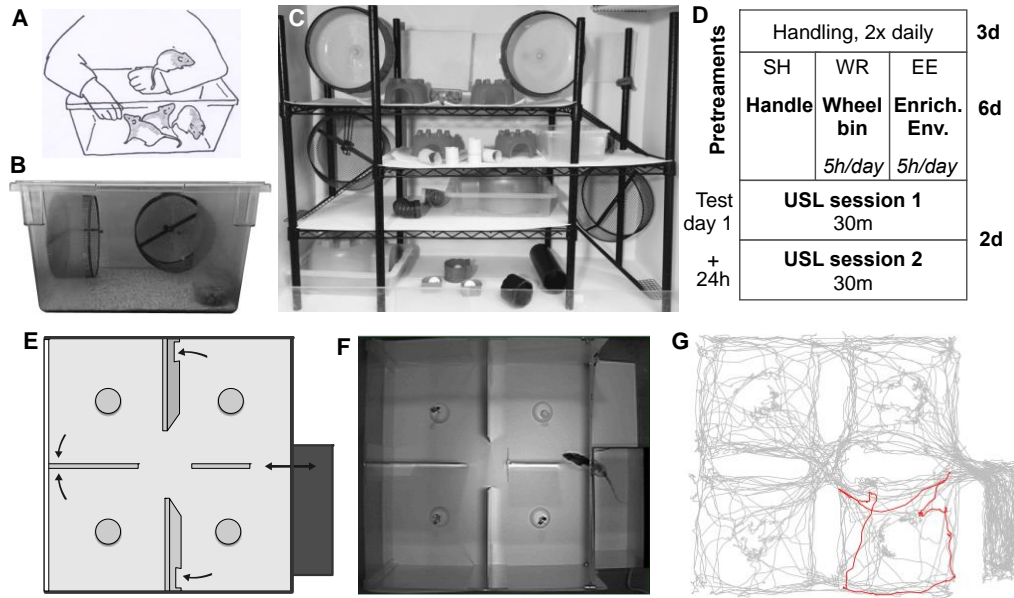 A
B
C
D
Pretreaments
Handling, 2x daily
3d
SH
WR
EE
Handle
Wheel
bin
Enrich.
Env.
6d
5h/day
5h/day
Test
day 1
USL session 1
30m
2d
+
24h
USL session 2
30m
E
F
G